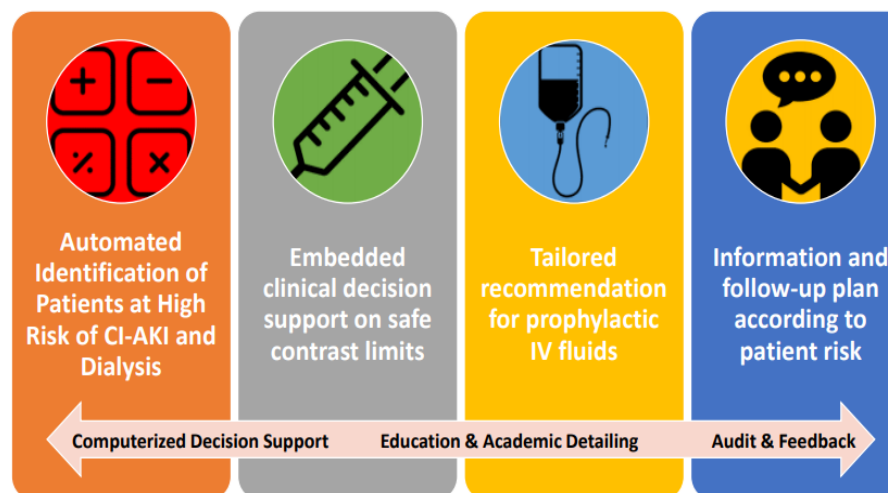 Automated
Identification of
Patients at High
Risk of CI-AKI and
Dialysis
Embedded
clinical decision
support on safe
contrast limits
Tailored
recommendation
for prophylactic
IV fluids
Information and
follow-up plan
according to
patient risk
Computerized Decision Support
Education & Academic Detailing
Audit & Feedback